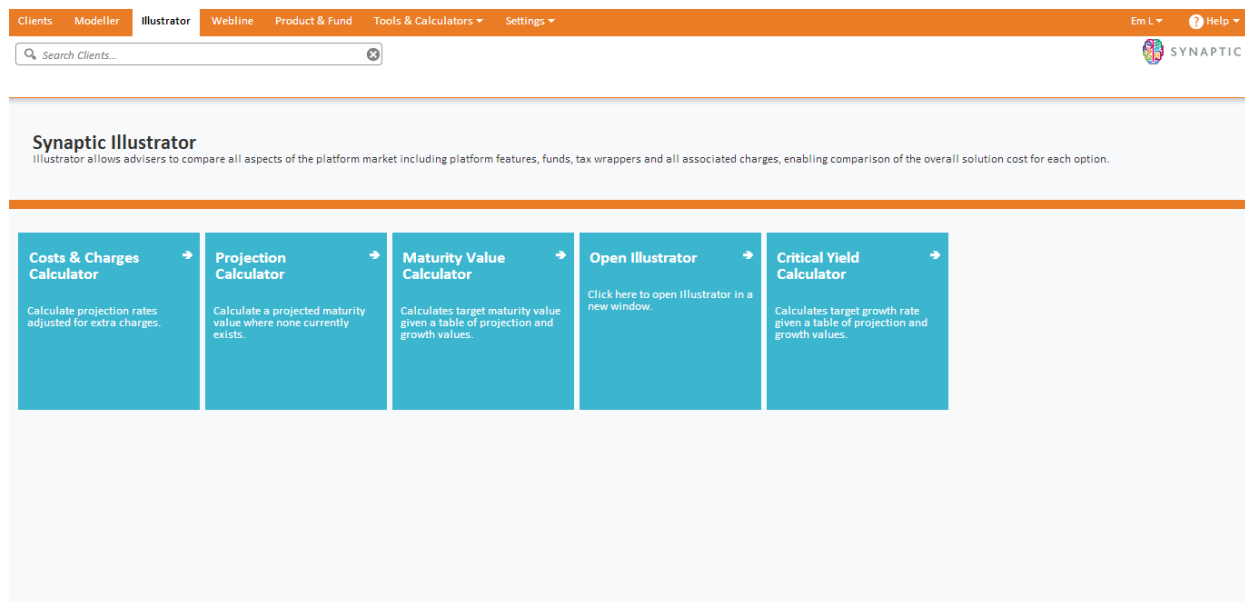 Clients Modeller Illustrator Webline Product & Fund Tools & Calculators Settings Em L Help
Search Clients...
SYNAPTIC
Synaptic Illustrator
Illustrator allows advisers to compare all aspects of the platform market including platform features, funds, tax wrappers and all associated charges, enabling comparison of the overall solution cost for each option.
Costs & Charges
Calculator
Calculate projection rates
adjusted for extra charges.
Projection
Calculator
Calculate a projected maturity
value where none currently
exists.
Maturity Value
Calculator
Calculates target maturity value
given a table of projection and
growth values.
Open Illustrator
Click here to open Illustrator in a
new window.
Critical Yield
Calculator
Calculates target growth rate
given a table of projection and
growth values.